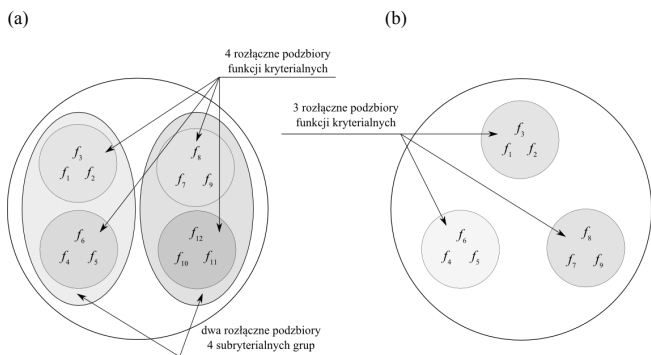 (a)
(b)
4 rozłączne podzbiory
funkcji kryterialnych
3 rozłączne podzbiory
funkcji kryterialnych
f3
f1 f2
f8
f7 f9
f6
f4 f5
f12
f10 f11
f3
f1 f2
f6
f4 f5
f8
f7 f9
dwa rozłączne podzbiory
4 subryterialnych grup